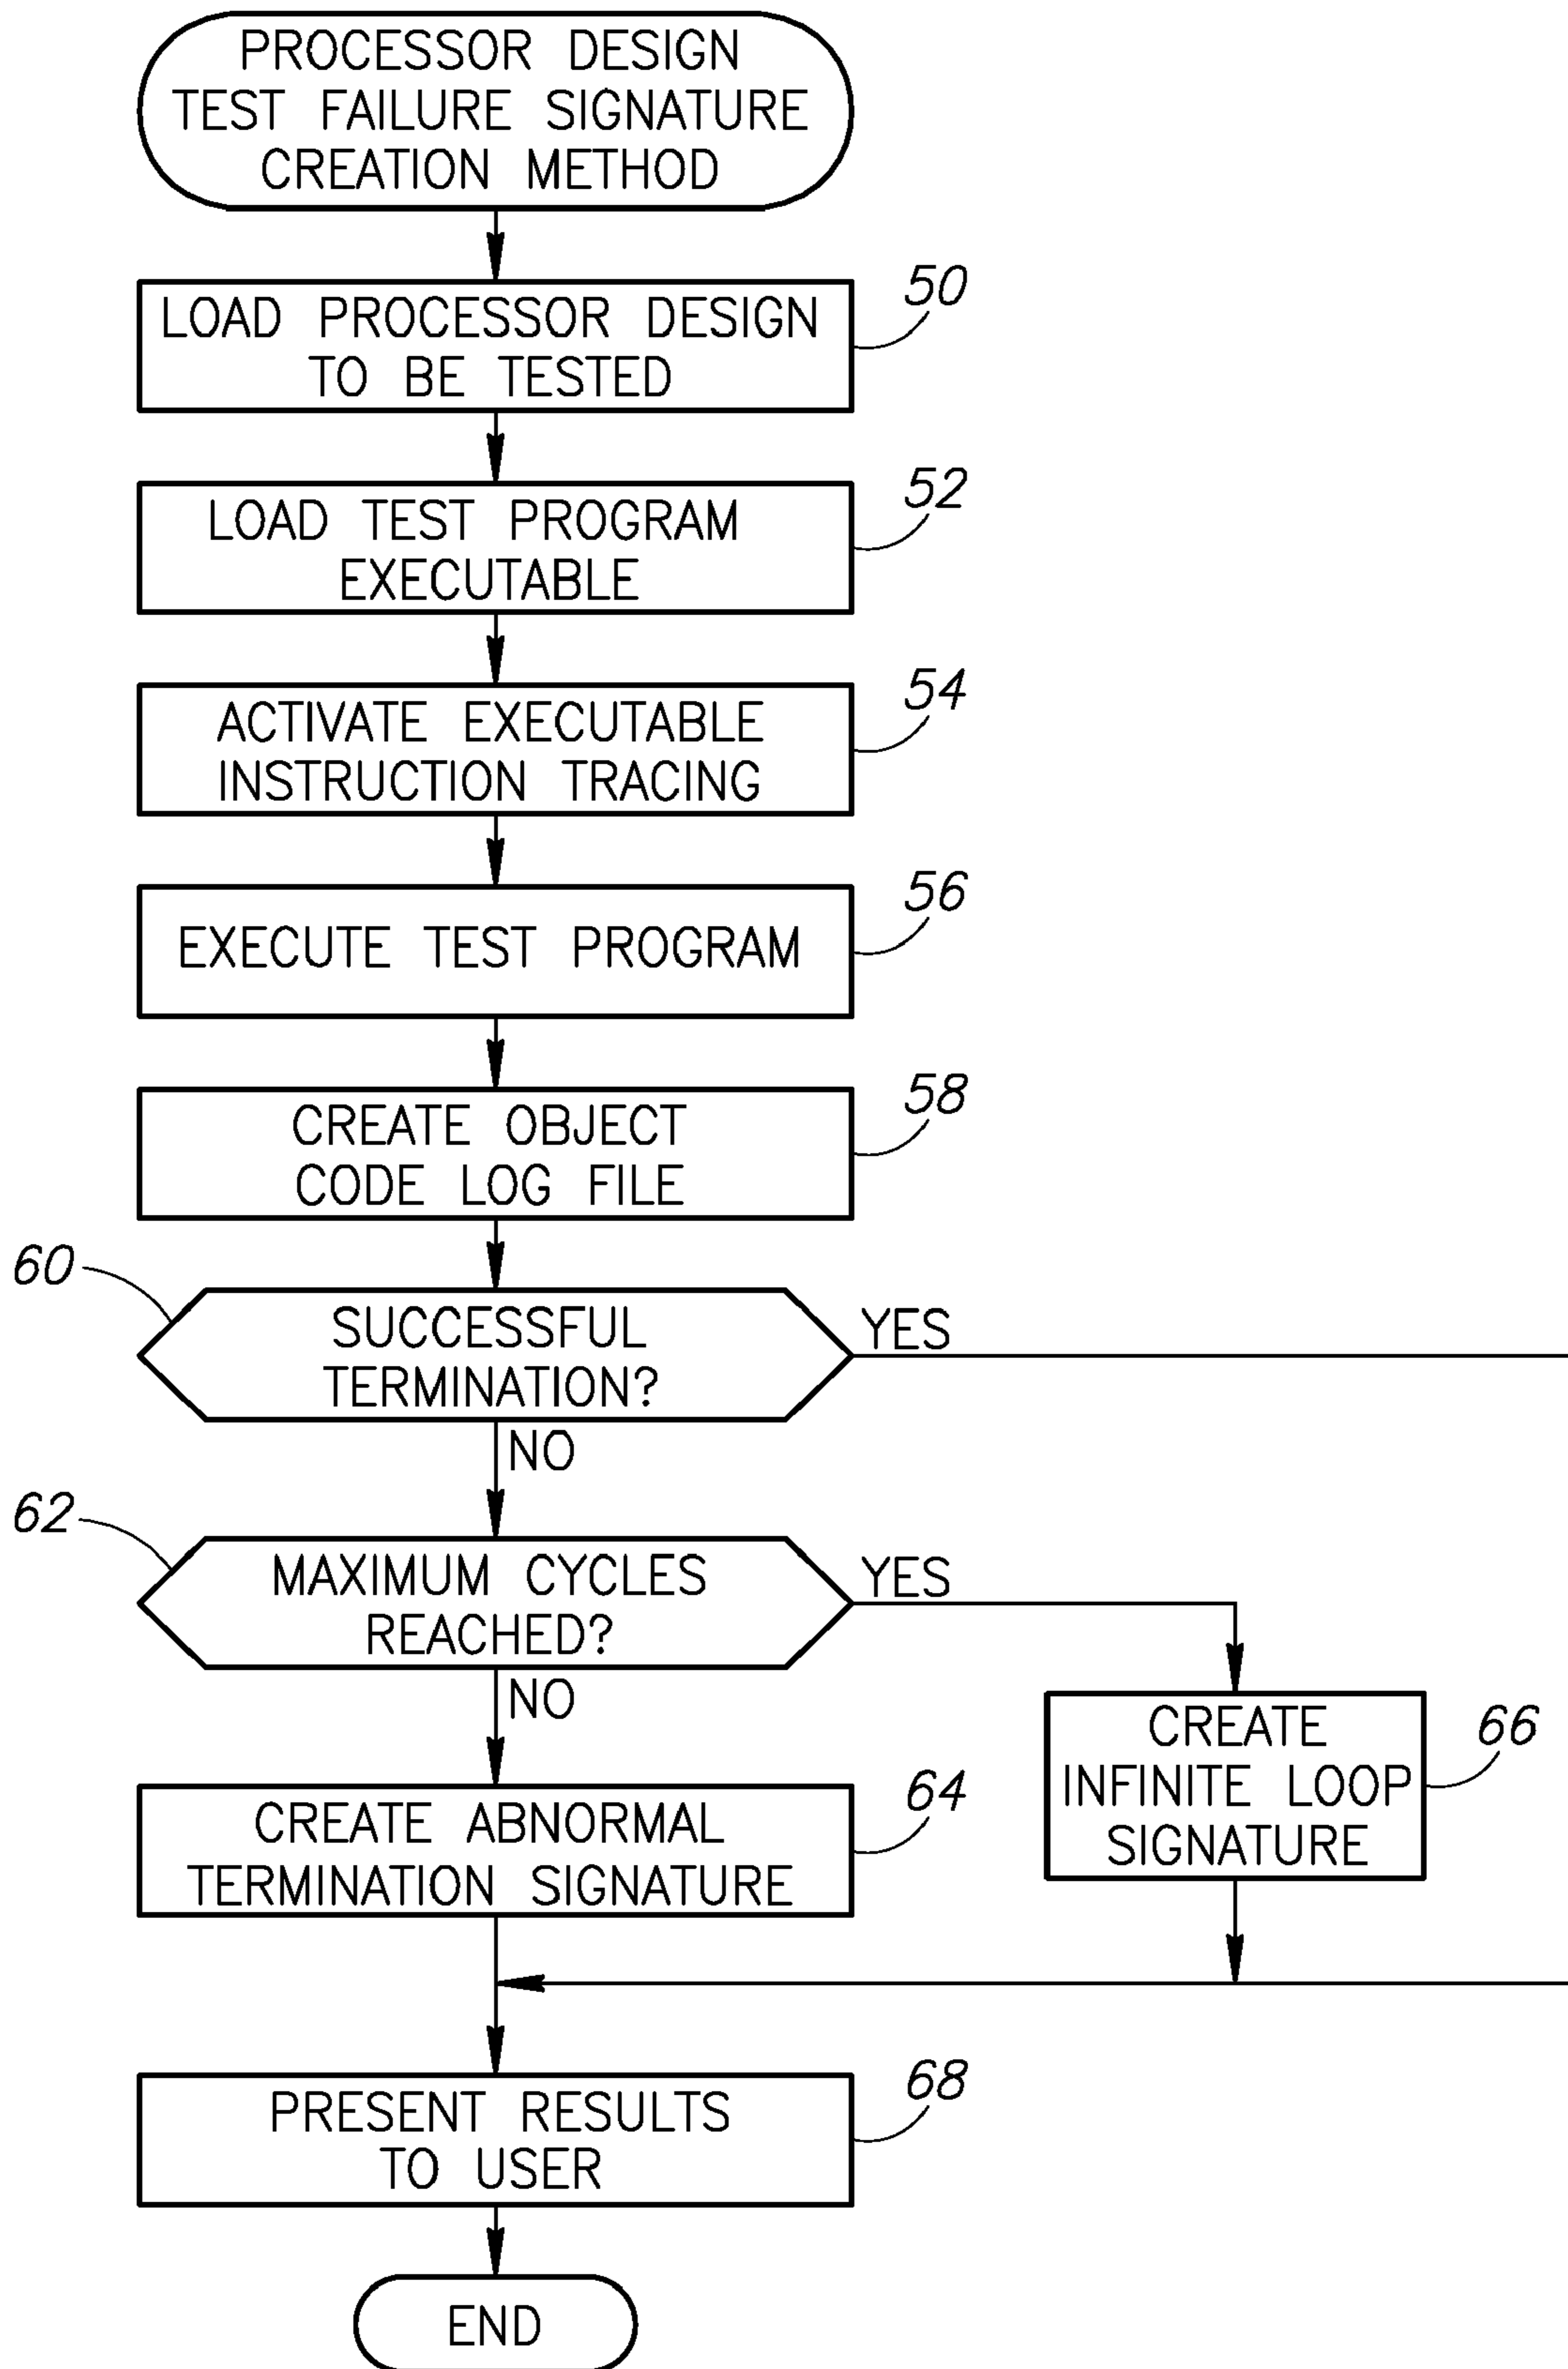 PROCESSOR DESIGN
TEST FAILURE SIGNATURE
CREATION METHOD
50
LOAD PROCESSOR DESIGN
TO BE TESTED
52
LOAD TEST PROGRAM
EXECUTABLE
54
ACTIVATE EXECUTABLE
INSTRUCTION TRACING
56
EXECUTE TEST PROGRAM
58
CREATE OBJECT
CODE LOG FILE
60
SUCCESSFUL
TERMINATION?
YES
NO
62
MAXIMUM CYCLES
REACHED?
YES
NO
CREATE
INFINITE LOOP
SIGNATURE
66
64
CREATE ABNORMAL
TERMINATION SIGNATURE
68
PRESENT RESULTS
TO USER
END